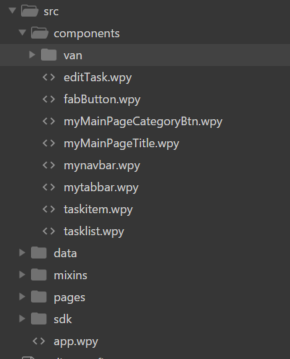 src
components
van
editTask.wpy
fabButton.wpy
myMainPageCategoryBtn.wpy
myMainPageTitle.wpy
mynavbar.wpy
mytabbar.wpy
taskitem.wpy
tasklist.wpy
data
mixins
pages
sdk
app.wpy